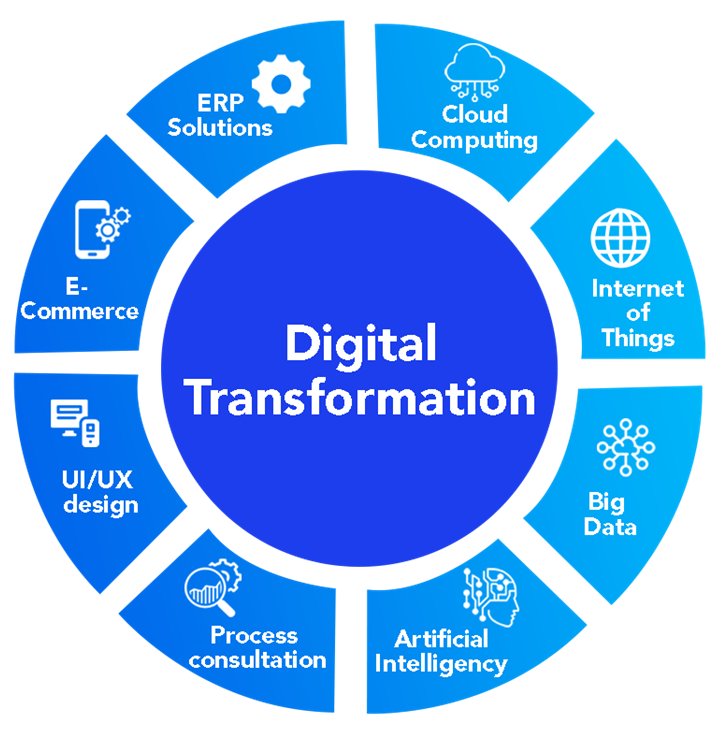 ERP
Solutions
Cloud
Computing
Internet
of
Things
Big
Data
Artificial
Intelligency
Process
consultation
UI/UX
design
E-
Commerce
Digital
Transformation